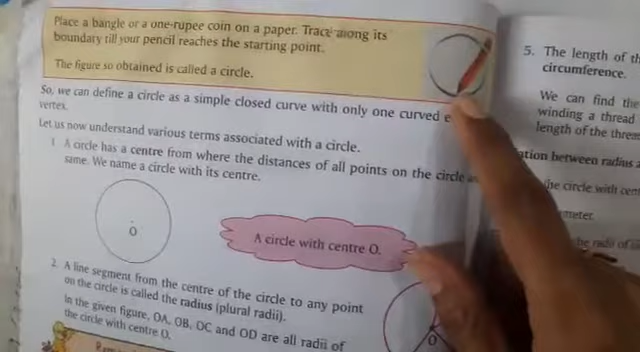 Place a bangle or a one-rupee coin on a paper. Trace along its
boundary till your pencil reaches the starting point.
The figure so obtained is called a circle.
So, we can define a circle as a simple closed curve with only one curved
vertex.
Let us now understand various terms associated with a circle.
1. A circle has a centre from where the distances of all points on the circle
same. We name a circle with its centre.
O
A circle with centre O.
2. A line segment from the centre of the circle to any point
on the circle is called the radius (plural radii).
In the given figure, OA, OB, OC and OD are all radii of
the circle with centre O.
O
5. The length of
circumference.
We can find the
winding a thread
length of the
between radius
the circle with